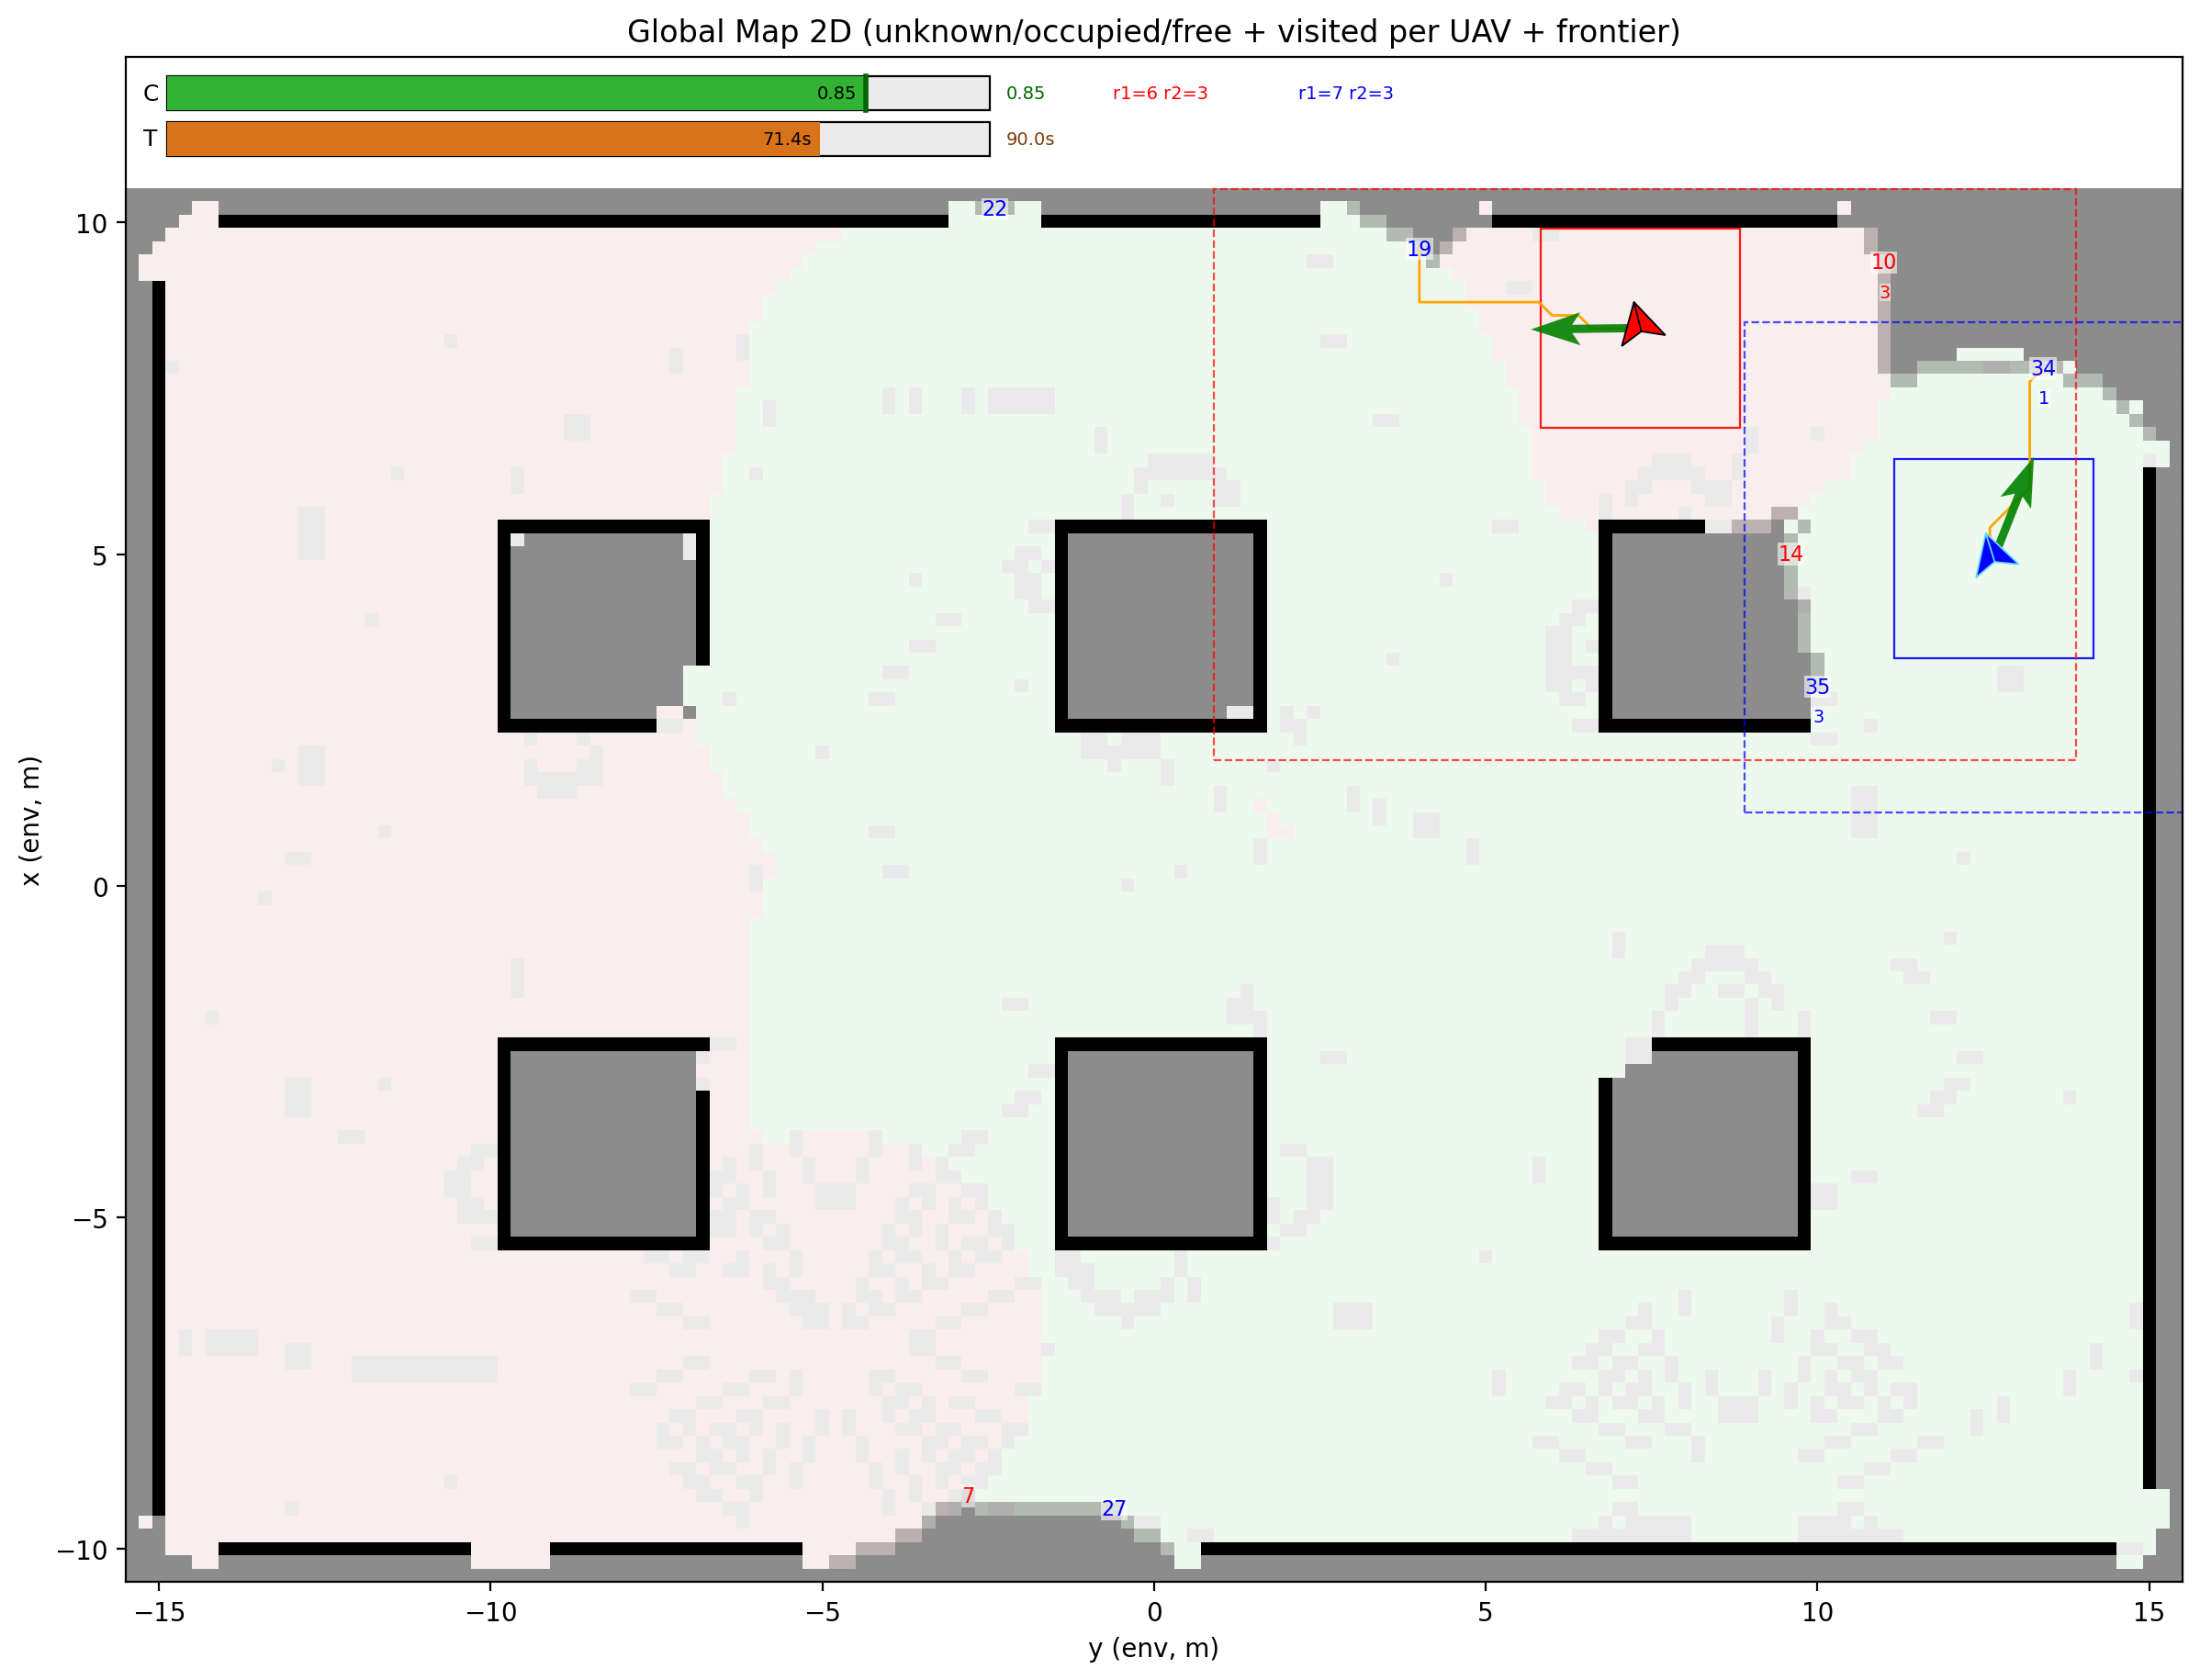 Global Map 2D (unknown/occupied/free + visited per UAV + frontier)
C 0.85 0.85 r1=6 r2=3 r1=7 r2=3
T 71.4s 90.0s
22
19
10
3
34
1
14
35
3
7
27
10
5
0
−5
−10
x (env, m)
−15 −10 −5 0 5 10 15
y (env, m)